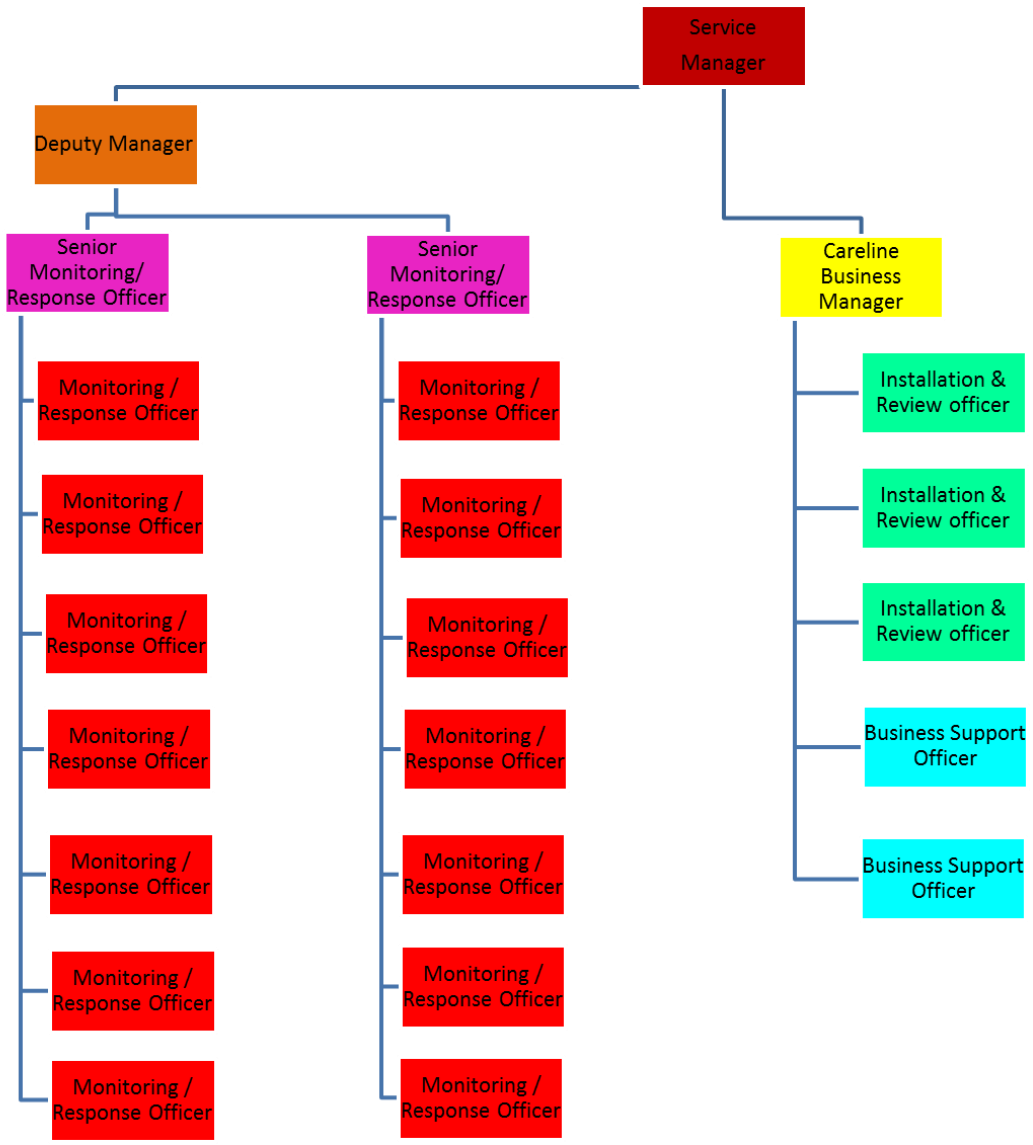 Service
Manager
Deputy Manager
Senior
Monitoring/
Response Officer
Senior
Monitoring/
Response Officer
Careline
Business
Manager
Monitoring /
Response Officer
Monitoring /
Response Officer
Monitoring /
Response Officer
Monitoring /
Response Officer
Monitoring /
Response Officer
Monitoring /
Response Officer
Monitoring /
Response Officer
Monitoring /
Response Officer
Monitoring /
Response Officer
Monitoring /
Response Officer
Monitoring /
Response Officer
Monitoring /
Response Officer
Monitoring /
Response Officer
Monitoring /
Response Officer
Installation &
Review officer
Installation &
Review officer
Installation &
Review officer
Business Support
Officer
Business Support
Officer